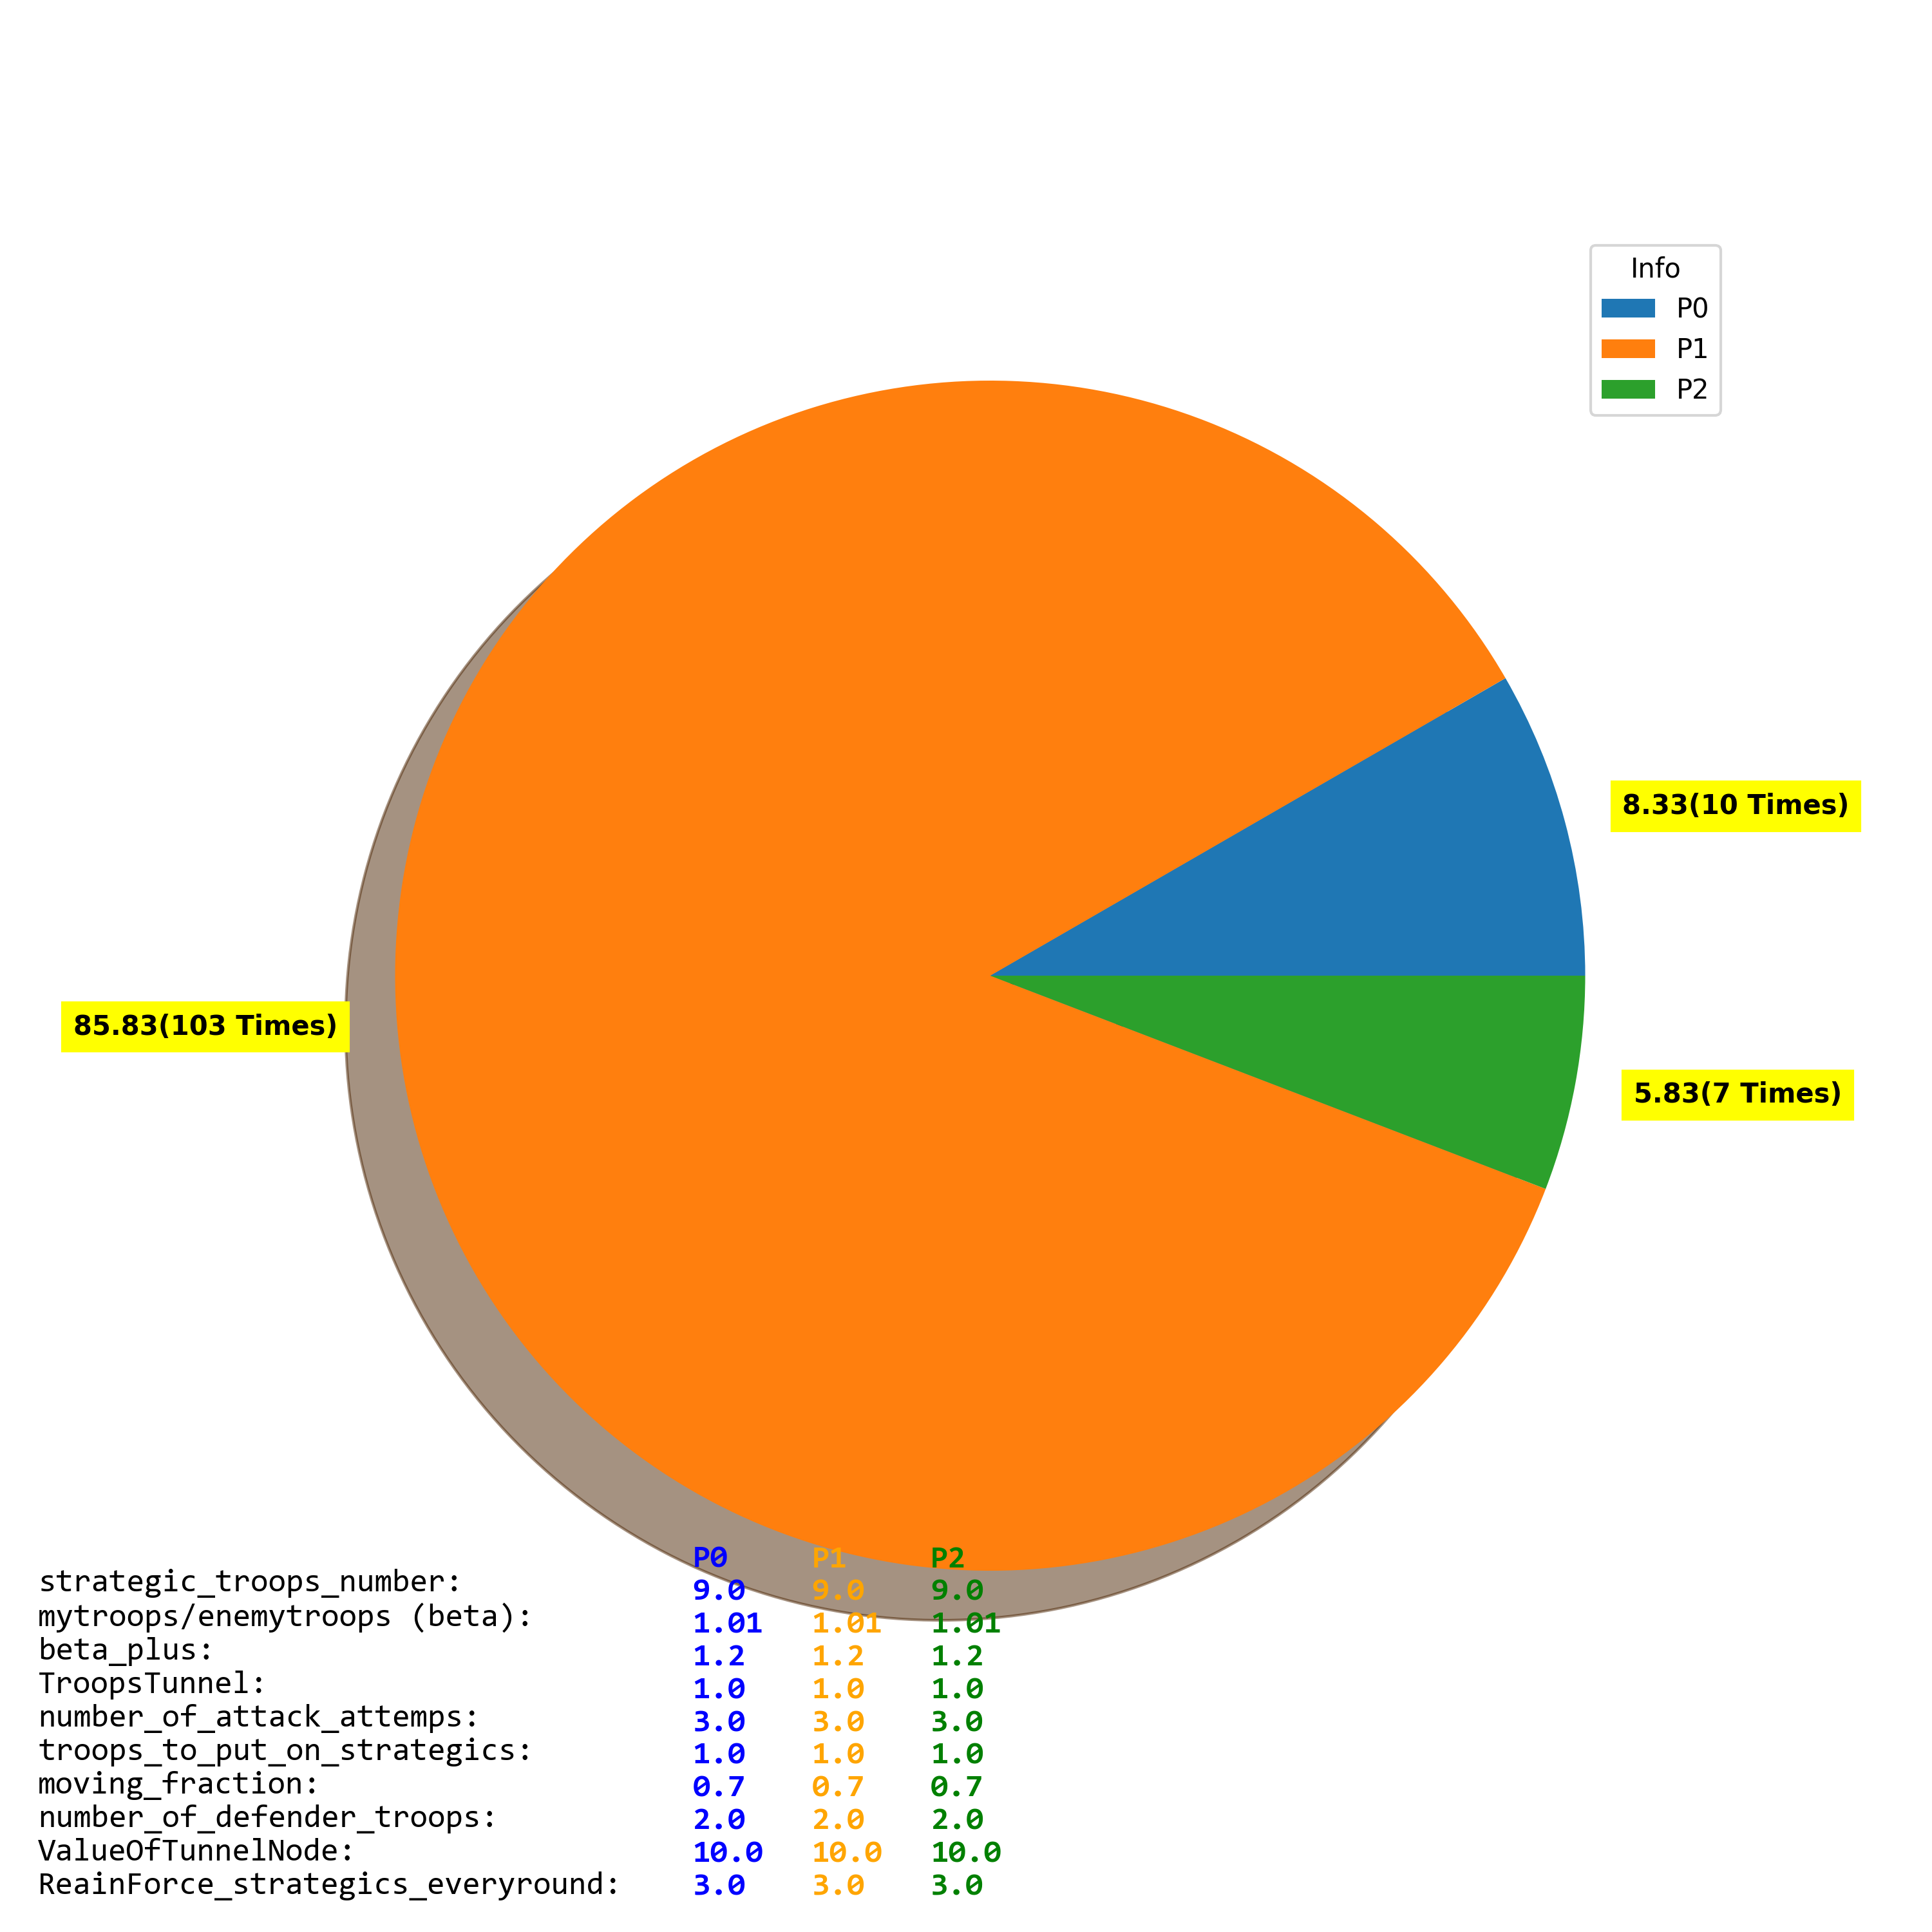 Info
P0
P1
P2
8.33(10 Times)
85.83(103 Times)
5.83(7 Times)
P0 P1 P2
strategic_troops_number: 9.0 9.0 9.0
mytroops/enemytroops (beta): 1.01 1.01 1.01
beta_plus: 1.2 1.2 1.2
TroopsTunnel: 1.0 1.0 1.0
number_of_attack_attemps: 3.0 3.0 3.0
troops_to_put_on_strategics: 1.0 1.0 1.0
moving_fraction: 0.7 0.7 0.7
number_of_defender_troops: 2.0 2.0 2.0
ValueOfTunnelNode: 10.0 10.0 10.0
ReainForce_strategics_everyround: 3.0 3.0 3.0